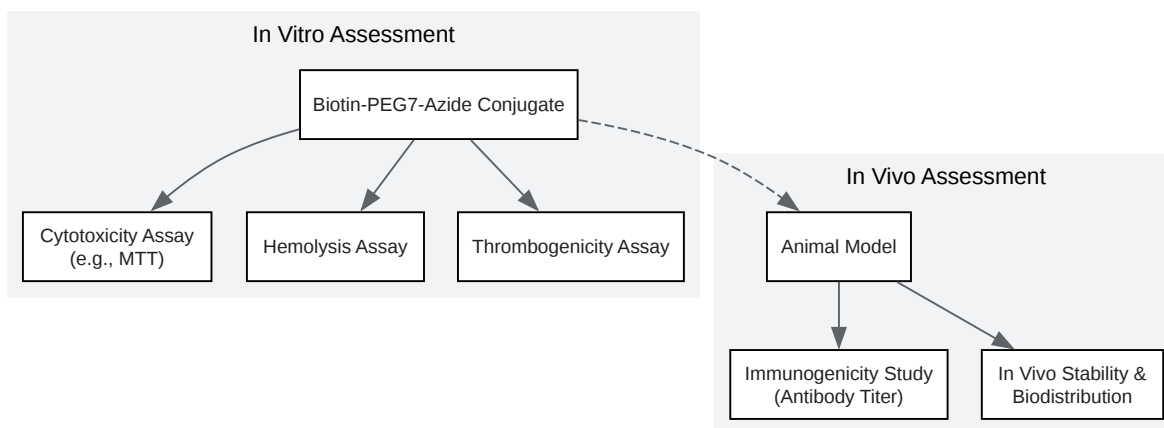 In Vitro Assessment
Biotin-PEG7-Azide Conjugate
Cytotoxicity Assay
(e.g., MTT)
Hemolysis Assay
Thrombogenicity Assay
In Vivo Assessment
Animal Model
Immunogenicity Study
(Antibody Titer)
In Vivo Stability &
Biodistribution